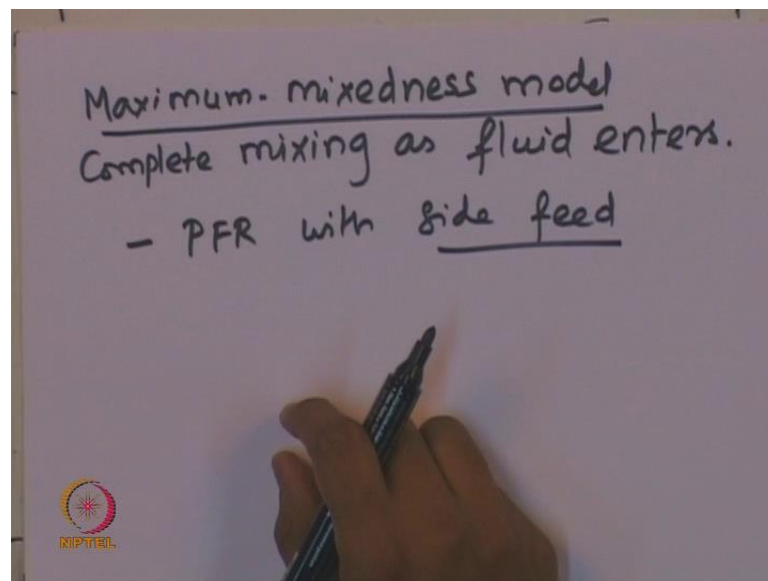 Maximum. mixedness model
Complete mixing as fluid enters.
- PFR with side feed
NPTEL